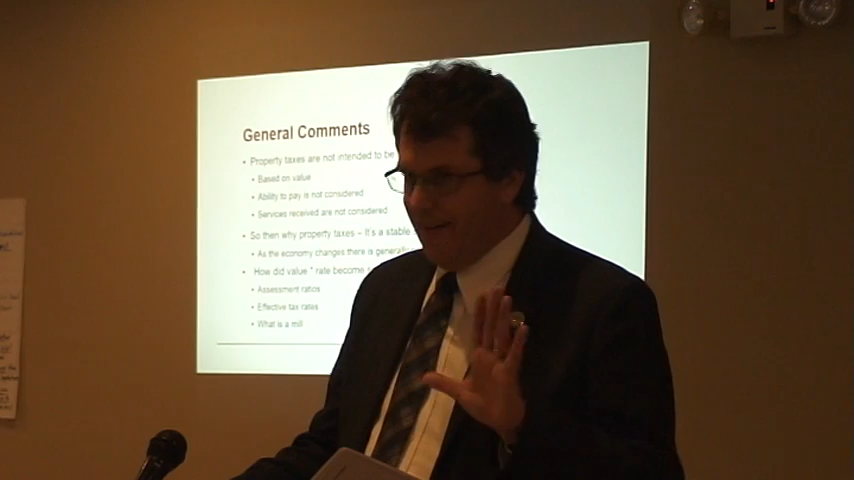 General Comments
• Property taxes are not intended to be
• Based on value
• Ability to pay is not considered
• Services received are not considered
• So then why property taxes – It's a stable
• As the economy changes there is generally
• How did value * rate become
• Assessment ratios
• Effective tax rates
• What is a mill